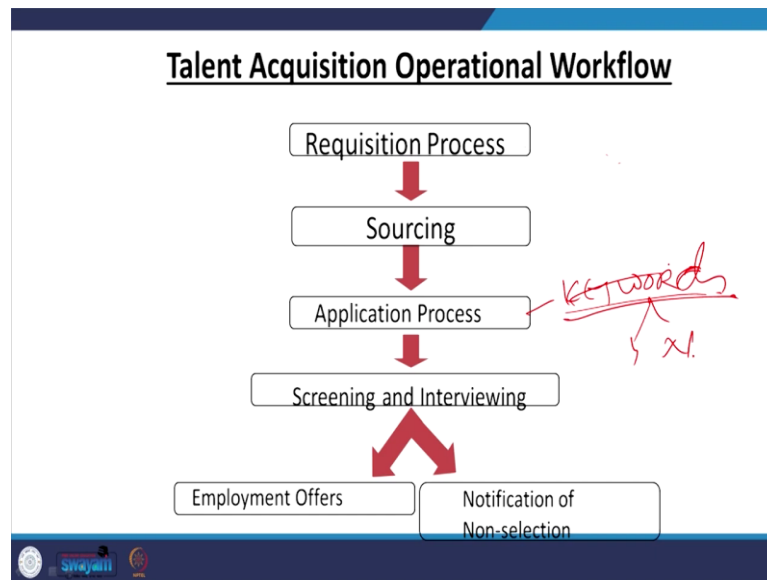 Talent Acquisition Operational Workflow
Requisition Process
Sourcing
Application Process
Keywords
Screening and Interviewing
Employment Offers
Notification of
Non-selection
swayam